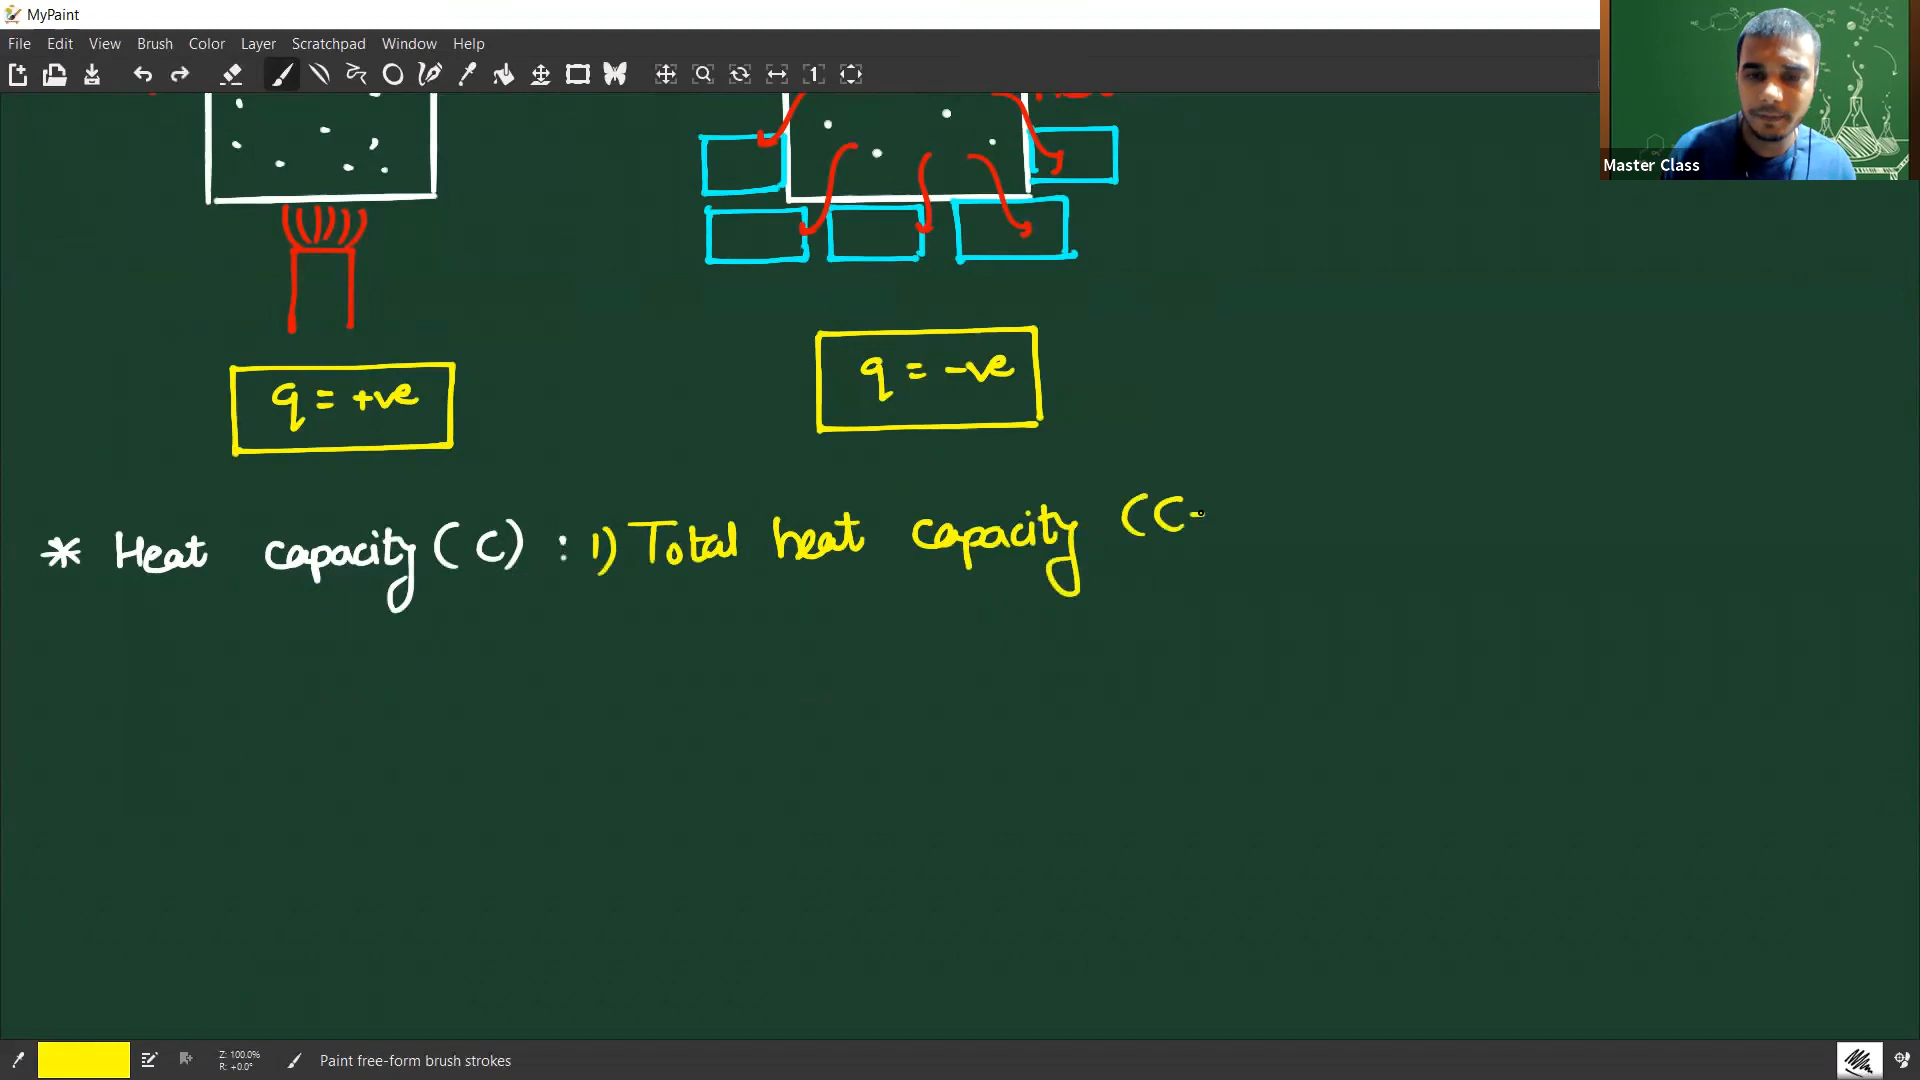 MyPaint
File Edit View Brush Color Layer Scratchpad Window Help
Master Class
q = +ve
q = -ve
* Heat capacity (C) : 1) Total heat capacity (C-
Z: 100.0%
R: +0.0°
Paint free-form brush strokes